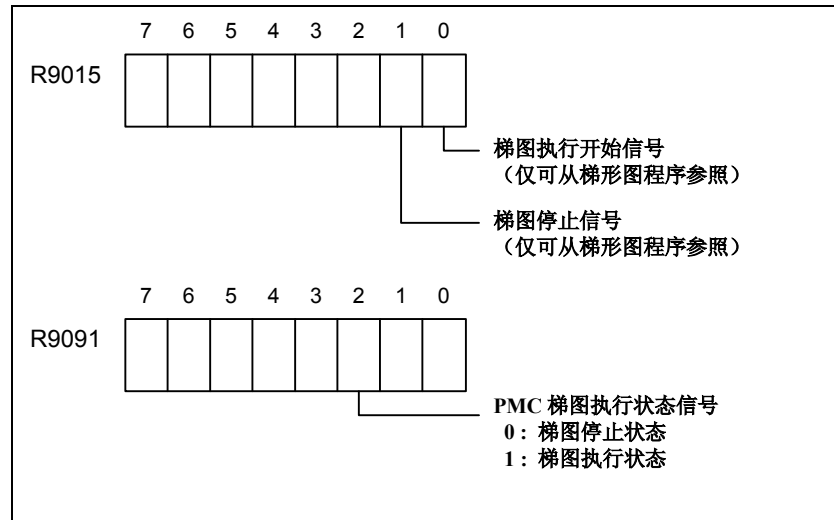 7 6 5 4 3 2 1 0
R9015
梯图执行开始信号
（仅可从梯形图程序参照）
梯图停止信号
（仅可从梯形图程序参照）
7 6 5 4 3 2 1 0
R9091
PMC 梯图执行状态信号
0：梯图停止状态
1：梯图执行状态